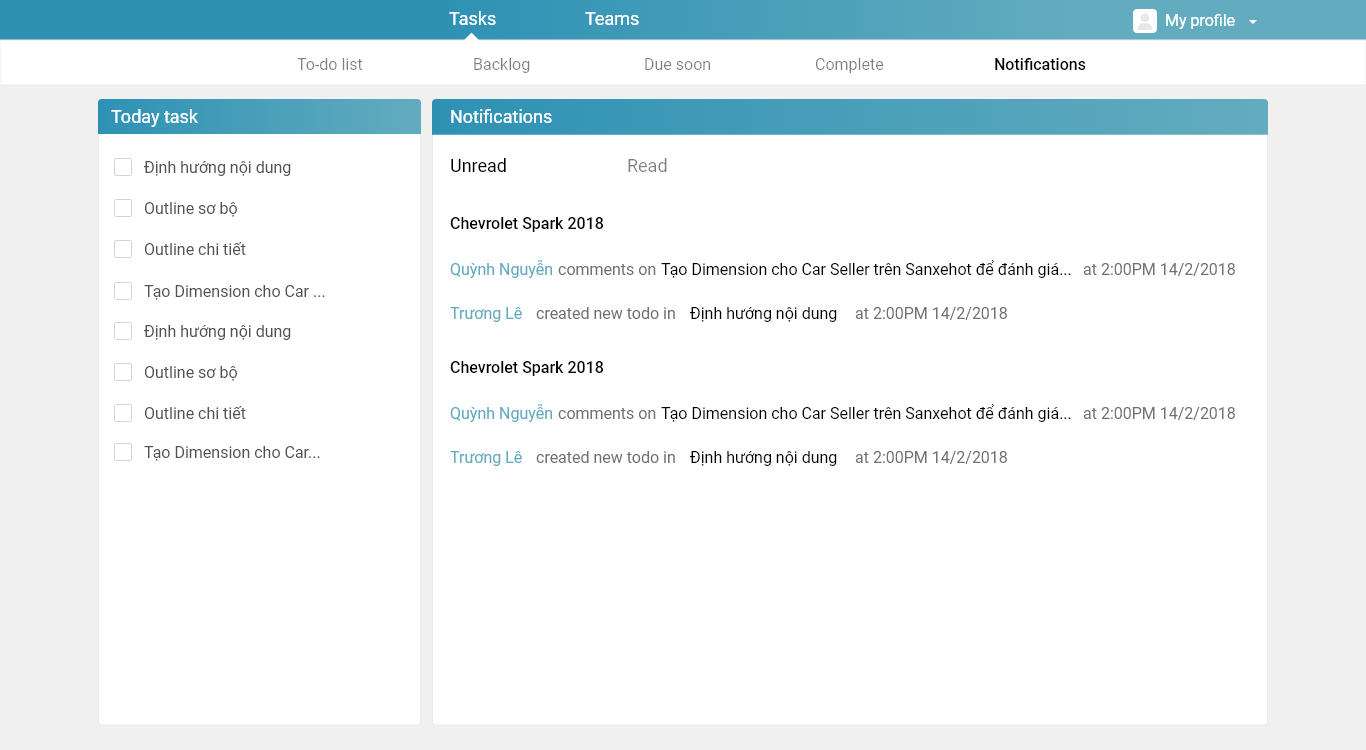 Tasks Teams My profile
To-do list Backlog Due soon Complete Notifications
Today task
Định hướng nội dung
Outline sơ bộ
Outline chi tiết
Tạo Dimension cho Car ...
Định hướng nội dung
Outline sơ bộ
Outline chi tiết
Tạo Dimension cho Car...
Notifications
Unread Read
Chevrolet Spark 2018
Quỳnh Nguyễn comments on Tạo Dimension cho Car Seller trên Sanxehot để đánh giá... at 2:00PM 14/2/2018
Trương Lê created new todo in Định hướng nội dung at 2:00PM 14/2/2018
Chevrolet Spark 2018
Quỳnh Nguyễn comments on Tạo Dimension cho Car Seller trên Sanxehot để đánh giá... at 2:00PM 14/2/2018
Trương Lê created new todo in Định hướng nội dung at 2:00PM 14/2/2018